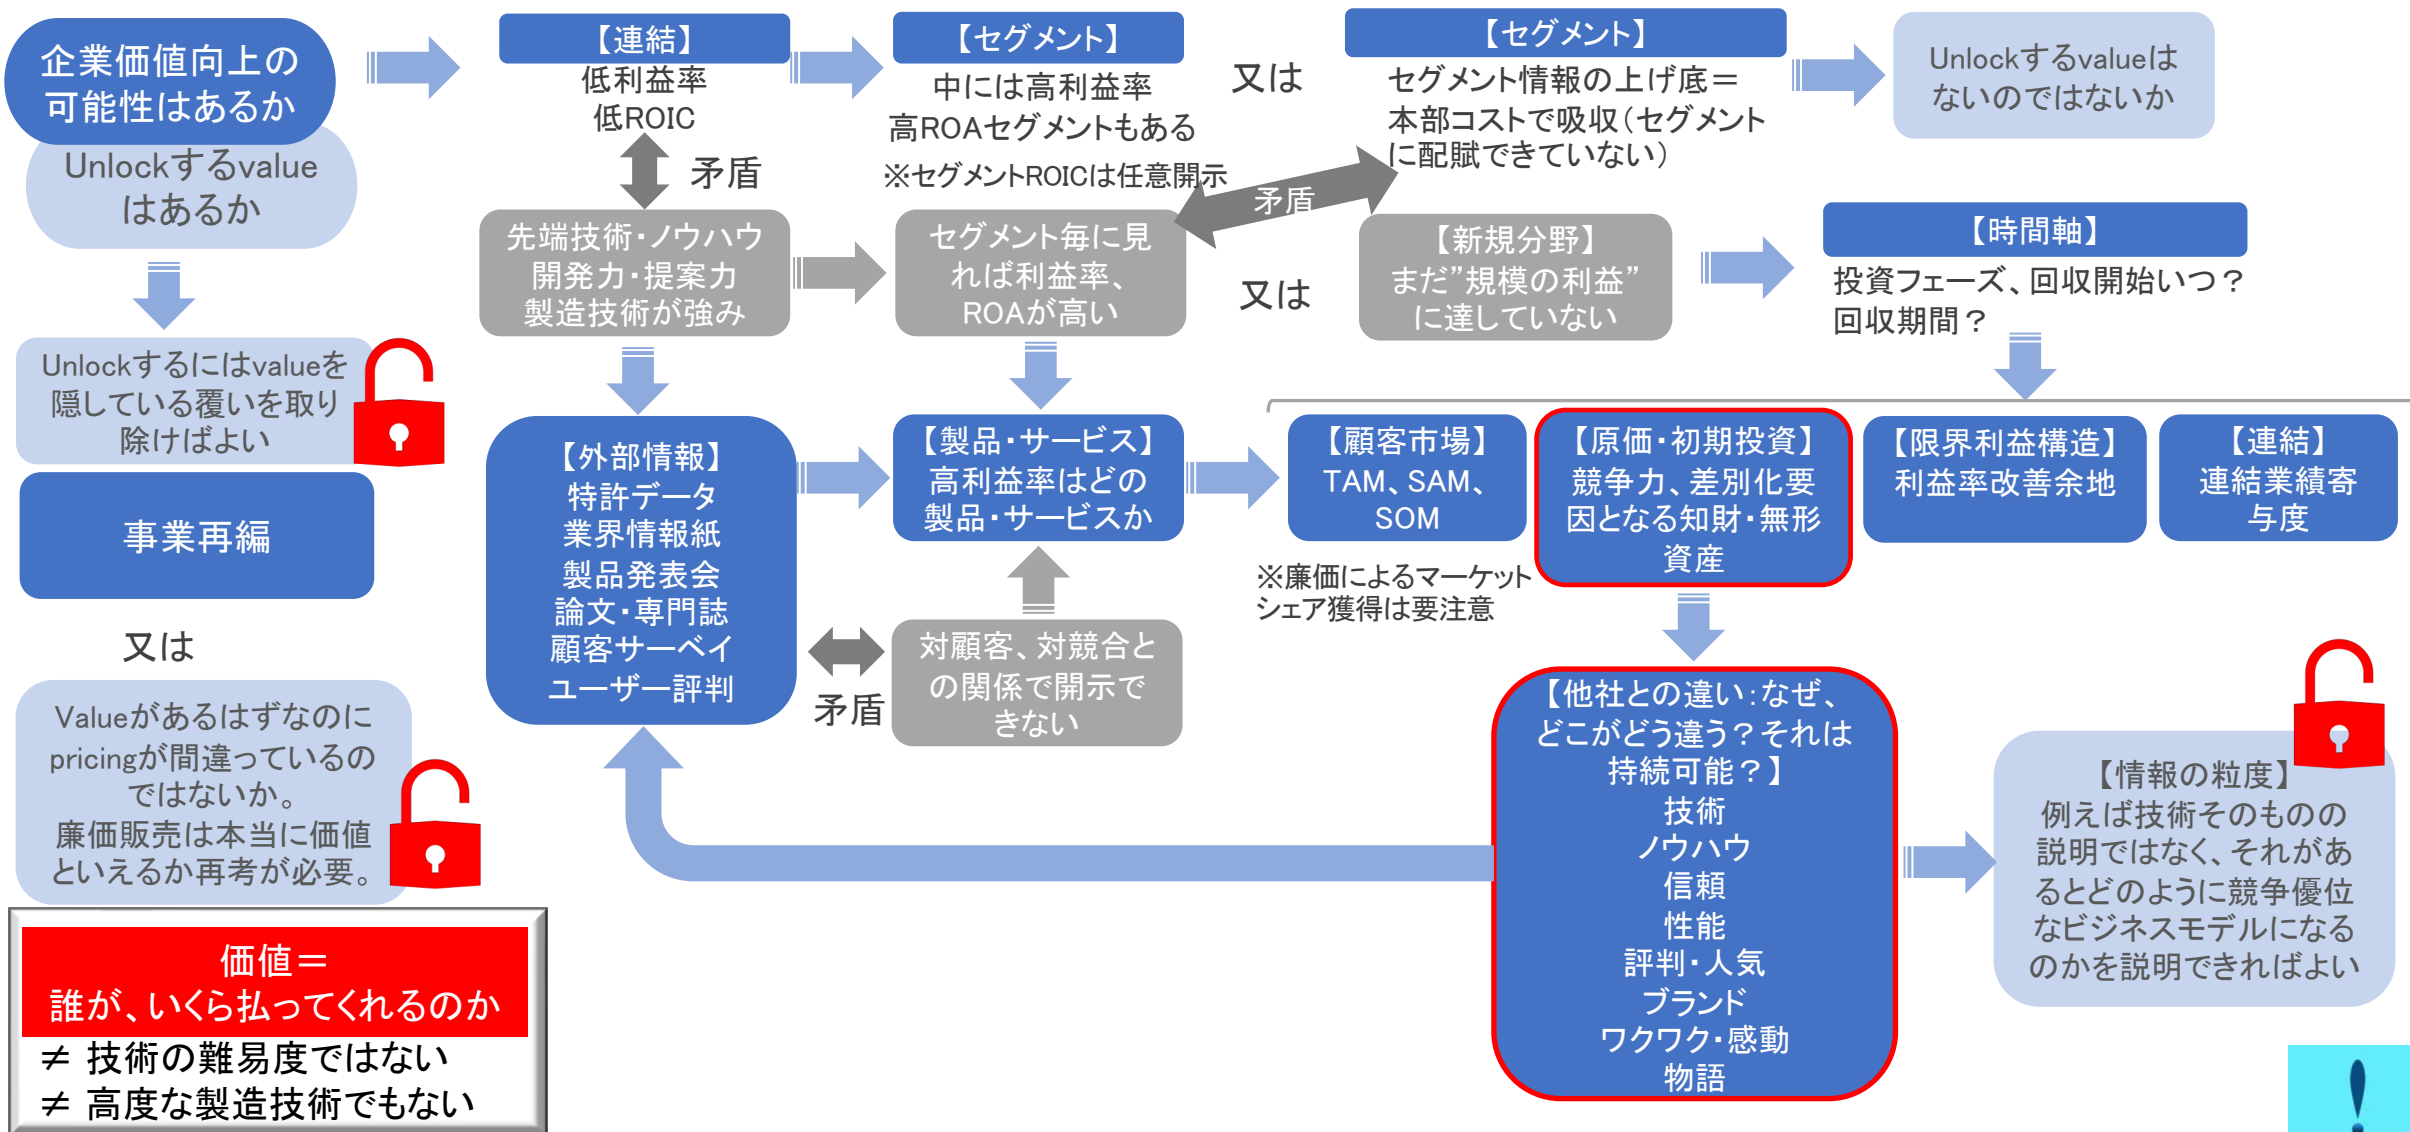 企業価値向上の
可能性はあるか
Unlockするvalue
はあるか
【連結】
低利益率
低ROIC
【セグメント】
中には高利益率
高ROAセグメントもある
※セグメントROICは任意開示
又は
【セグメント】
セグメント情報の上げ底＝
本部コストで吸収（セグメント
に配賦できていない）
Unlockするvalueは
ないのではないか
矛盾
矛盾
先端技術・ノウハウ
開発力・提案力
製造技術が強み
セグメント毎に見
れば利益率、
ROAが高い
又は
【新規分野】
まだ”規模の利益”
に達していない
【時間軸】
投資フェーズ、回収開始いつ？
回収期間？
Unlockするにはvalueを
隠している覆いを取り
除けばよい
事業再編
又は
Valueがあるはずなのに
pricingが間違っているの
ではないか。
廉価販売は本当に価値
といえるか再考が必要。
【外部情報】
特許データ
業界情報紙
製品発表会
論文・専門誌
顧客サーベイ
ユーザー評判
【製品・サービス】
高利益率はどの
製品・サービスか
矛盾
対顧客、対競合と
の関係で開示で
きない
【顧客市場】
TAM、SAM、
SOM
※廉価によるマーケット
シェア獲得は要注意
【原価・初期投資】
競争力、差別化要
因となる知財・無形
資産
【限界利益構造】
利益率改善余地
【連結】
連結業績寄
与度
【他社との違い：なぜ、
どこがどう違う？それは
持続可能？】
技術
ノウハウ
信頼
性能
評判・人気
ブランド
ワクワク・感動
物語
【情報の粒度】
例えば技術そのものの
説明ではなく、それがあ
るとどのように競争優位
なビジネスモデルになる
のかを説明できればよい
価値＝
誰が、いくら払ってくれるのか
≠ 技術の難易度ではない
≠ 高度な製造技術でもない
!